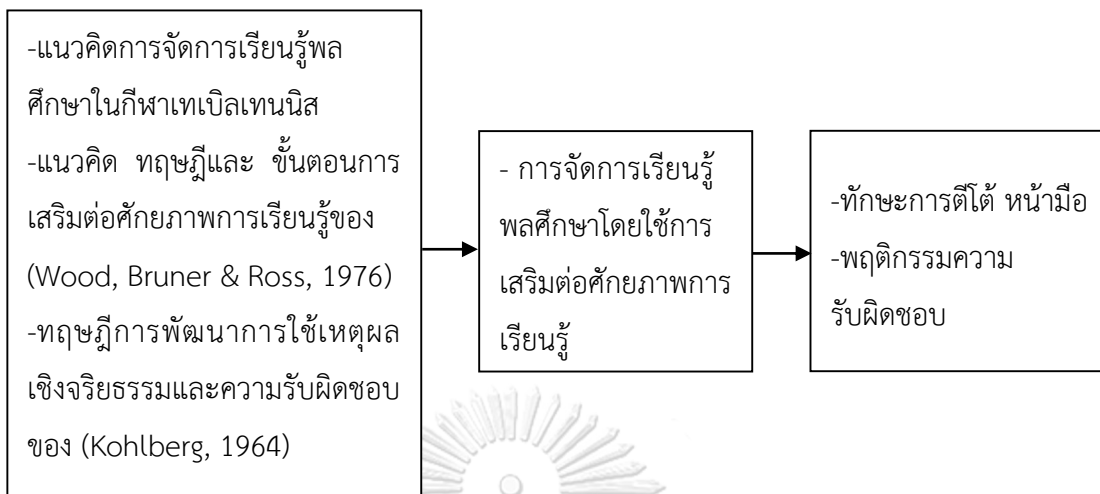 -แนวคิดการจัดการเรียนรู้พล
ศึกษาในกีฬาเทเบิลเทนนิส
-แนวคิด ทฤษฎีและ ขั้นตอนการ
เสริมต่อศักยภาพการเรียนรู้ของ
(Wood, Bruner & Ross, 1976)
-ทฤษฎีการพัฒนาการใช้เหตุผล
เชิงจริยธรรมและความรับผิดชอบ
ของ (Kohlberg, 1964)
- การจัดการเรียนรู้
พลศึกษาโดยใช้การ
เสริมต่อศักยภาพการ
เรียนรู้
-ทักษะการตีโต้ หน้ามือ
-พฤติกรรมความ
รับผิดชอบ